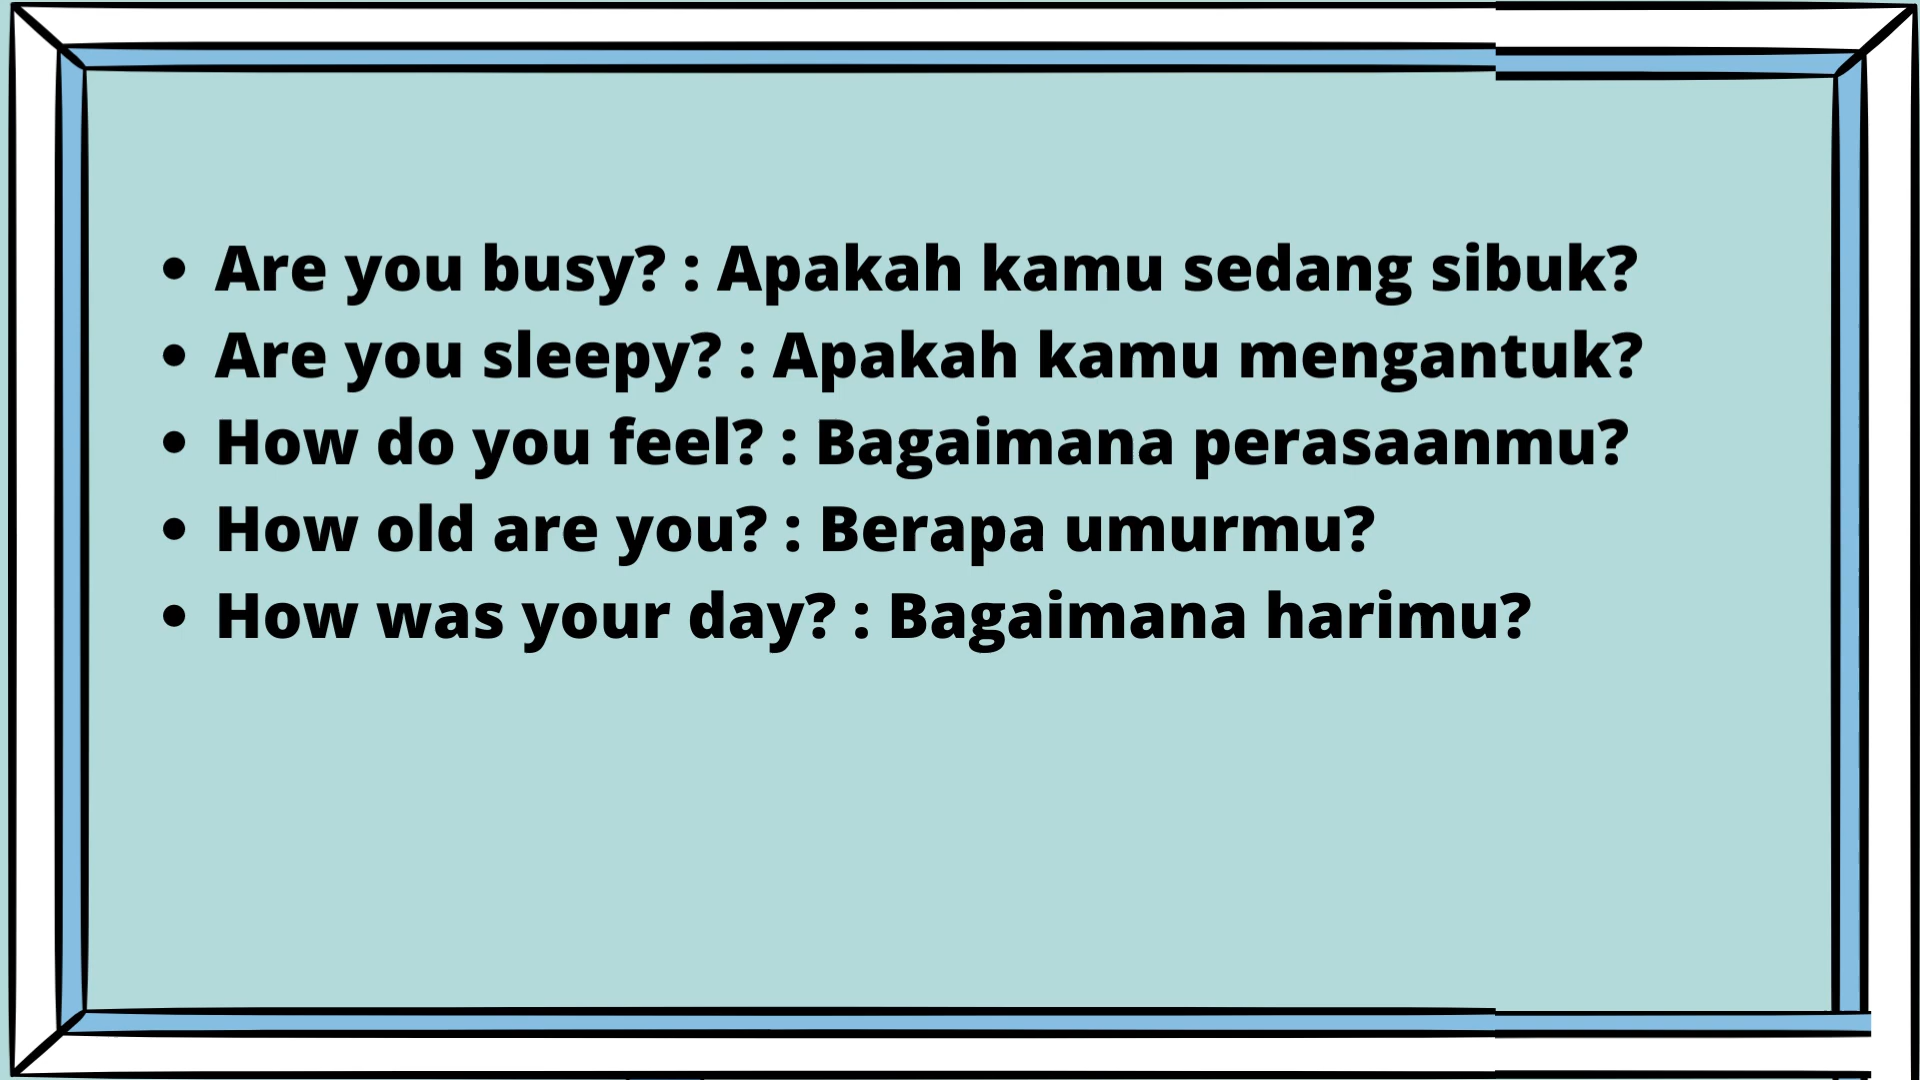 • Are you busy? : Apakah kamu sedang sibuk?
• Are you sleepy? : Apakah kamu mengantuk?
• How do you feel? : Bagaimana perasaanmu?
• How old are you? : Berapa umurmu?
• How was your day? : Bagaimana harimu?